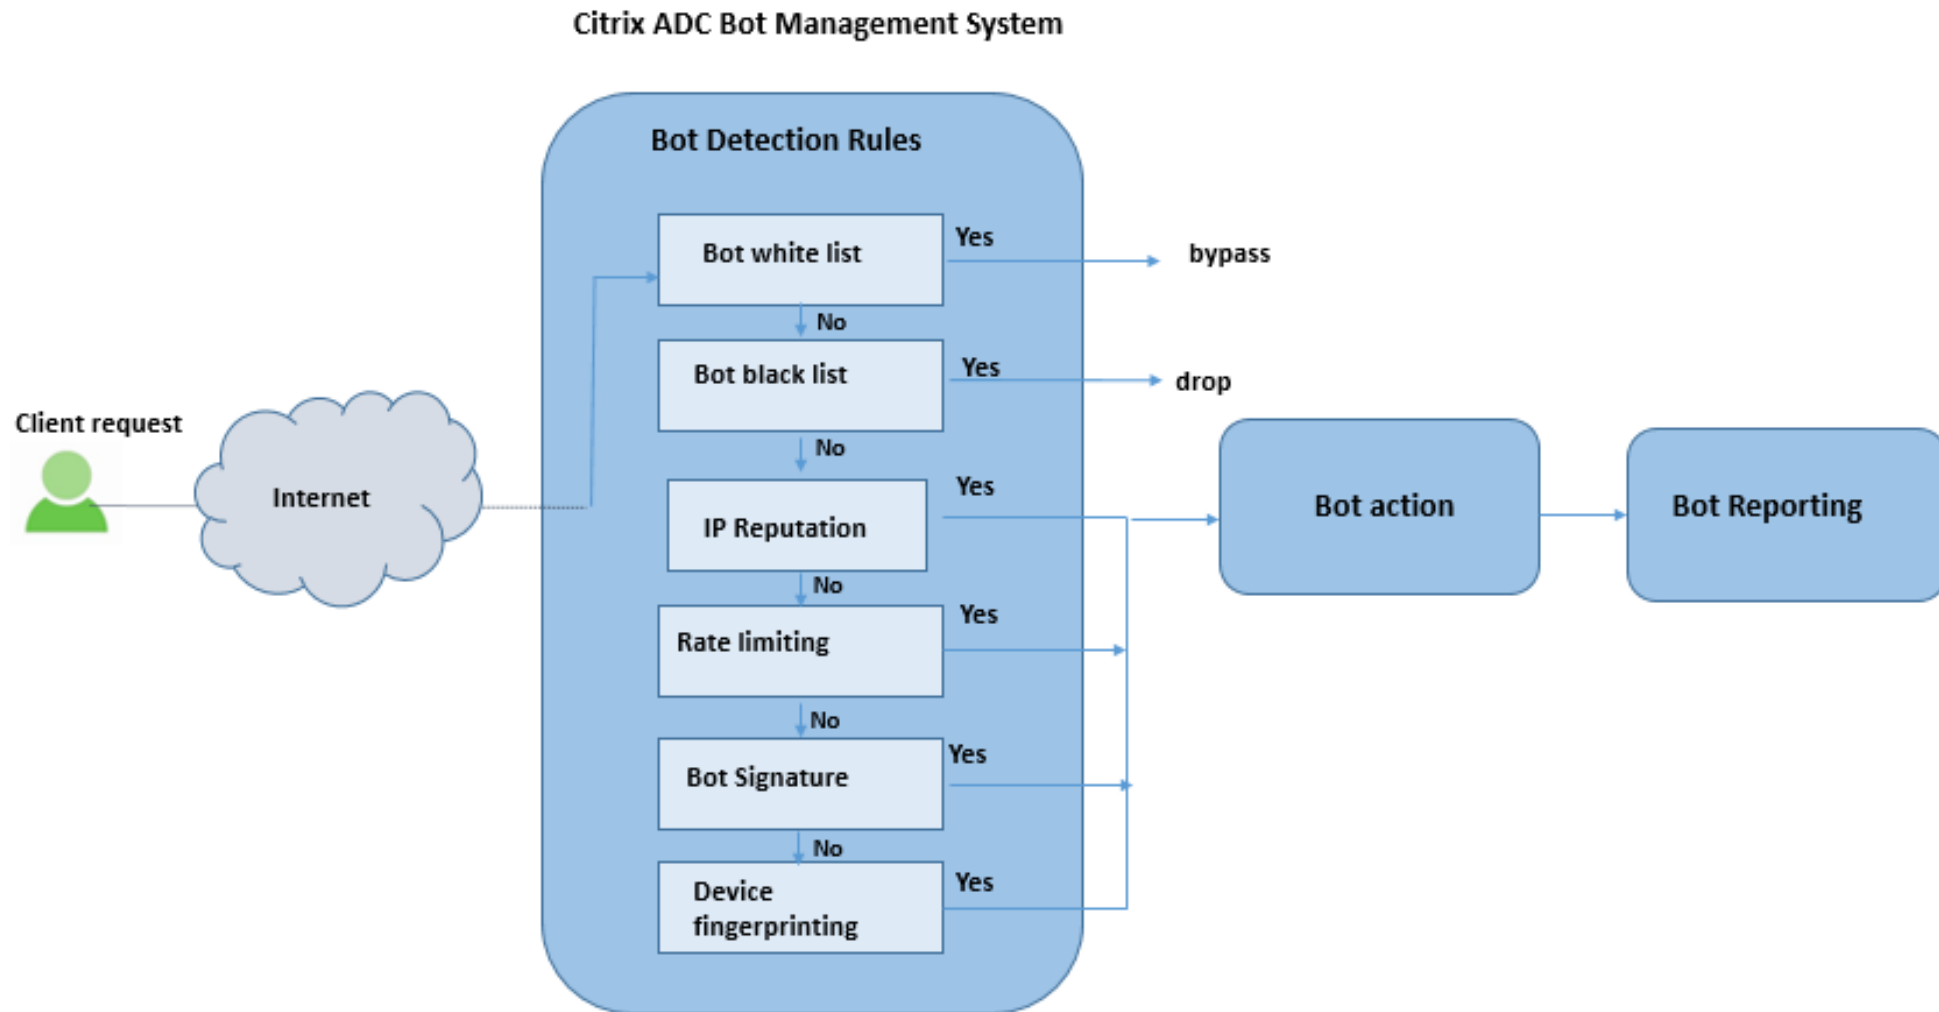 Citrix ADC Bot Management System
Bot Detection Rules
Bot white list
Yes
bypass
No
Bot black list
Yes
drop
No
Client request
Internet
IP Reputation
Yes
Bot action
Bot Reporting
No
Rate limiting
Yes
No
Bot Signature
Yes
No
Device
fingerprinting
Yes